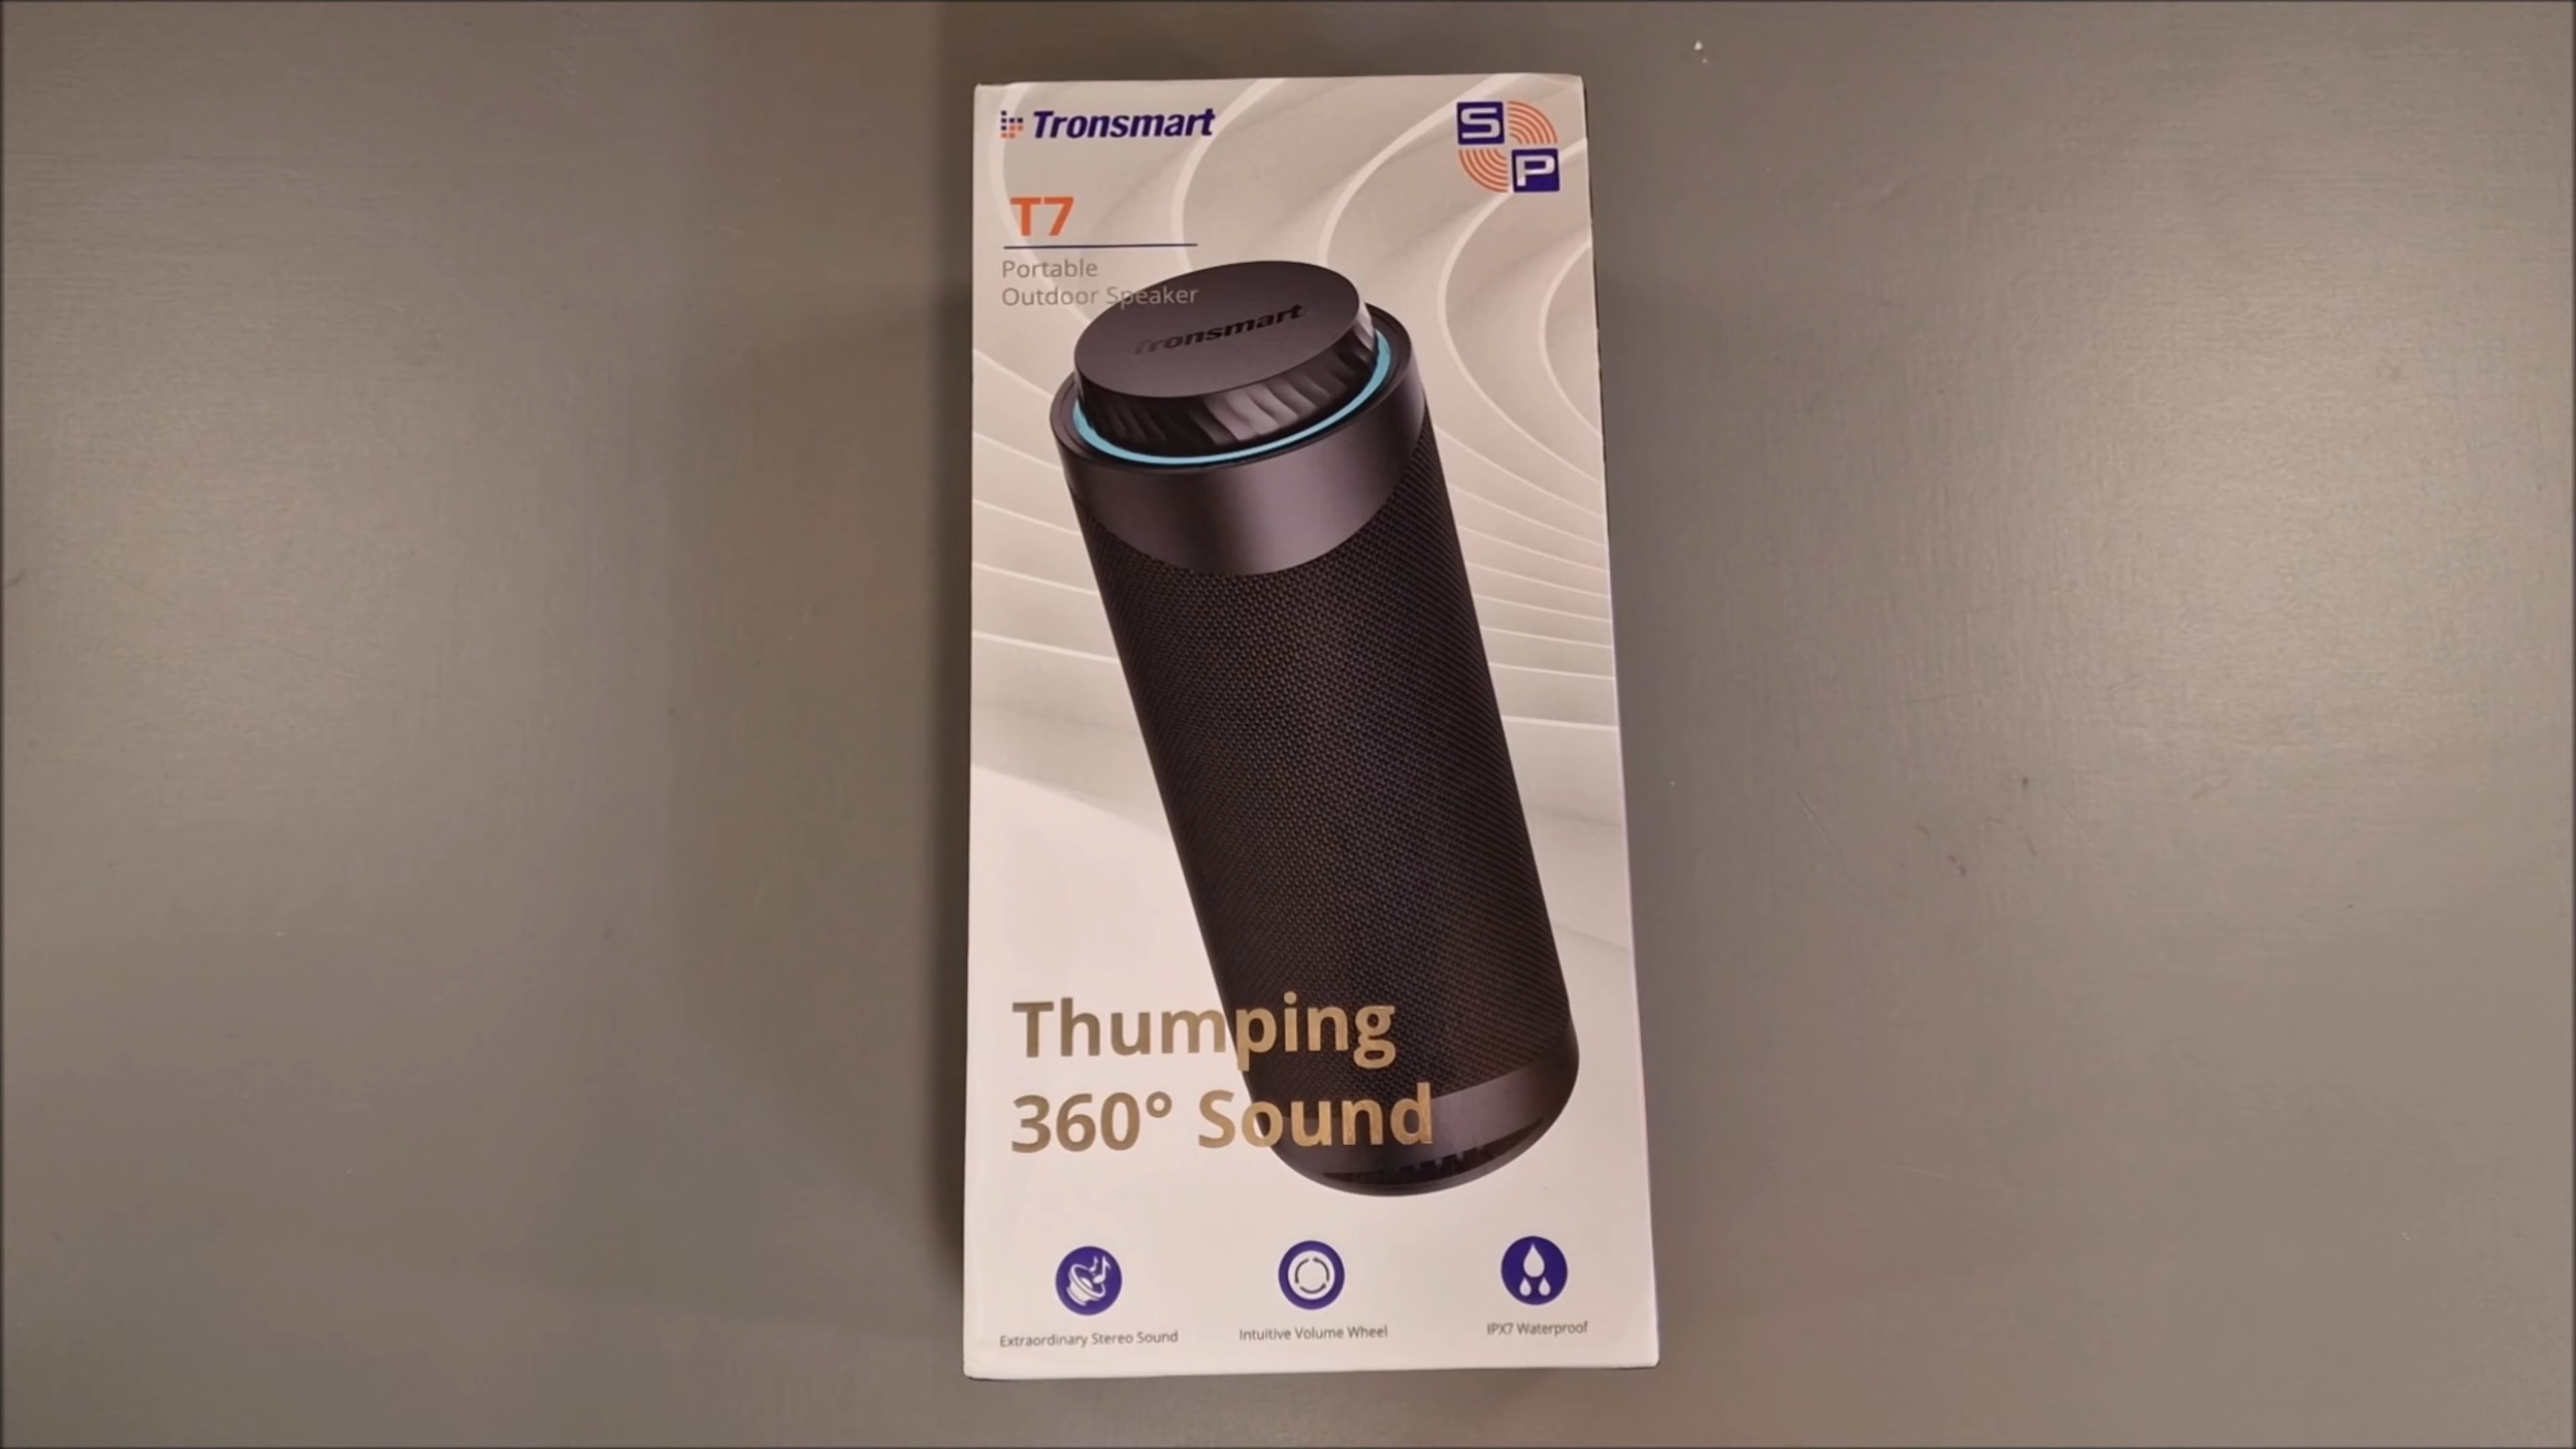 Tronsmart
S
P
T7
Portable
Outdoor Speaker
Tronsmart
Thumping
360° Sound
Extraordinary Stereo Sound
Intuitive Volume Wheel
IPX7 Waterproof